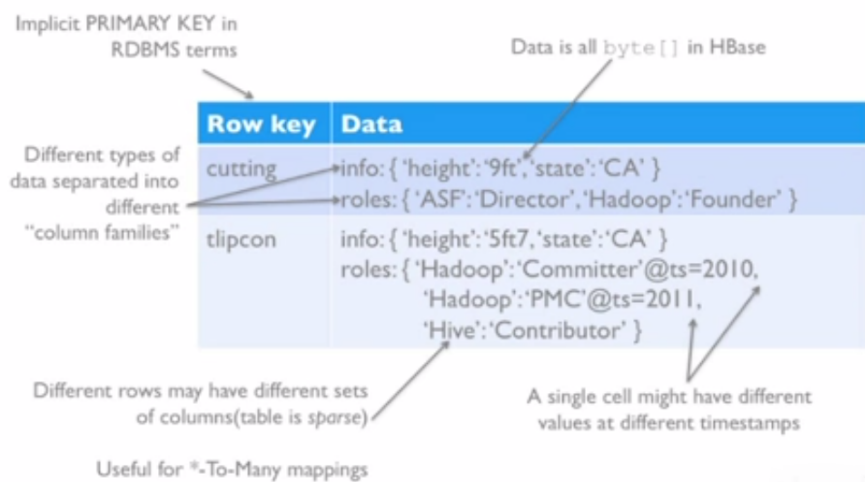 Implicit PRIMARY KEY in
RDBMS terms
Data is all byte[] in HBase
Row key Data
Different types of
data separated into
different
“column families”
cutting info: { ‘height’:‘9ft’,‘state’:‘CA’ }
roles: { ‘ASF’:‘Director’,‘Hadoop’:‘Founder’ }
tlipcon info: { ‘height’:‘5ft7,‘state’:‘CA’ }
roles: { ‘Hadoop’:‘Committer’@ts=2010,
‘Hadoop’:‘PMC’@ts=2011,
‘Hive’:‘Contributor’ }
Different rows may have different sets
of columns(table is sparse)
A single cell might have different
values at different timestamps
Useful for *-To-Many mappings